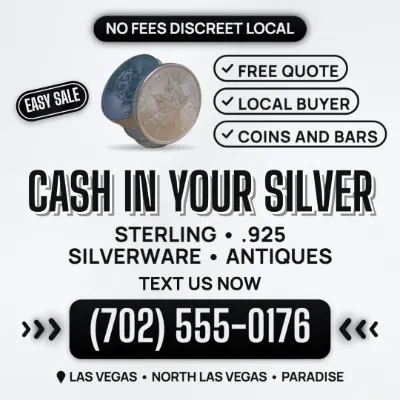 NO FEES DISCREET LOCAL
EASY SALE
FREE QUOTE
LOCAL BUYER
COINS AND BARS
CASH IN YOUR SILVER
STERLING • .925
SILVERWARE • ANTIQUES
TEXT US NOW
(702) 555-0176
LAS VEGAS • NORTH LAS VEGAS • PARADISE